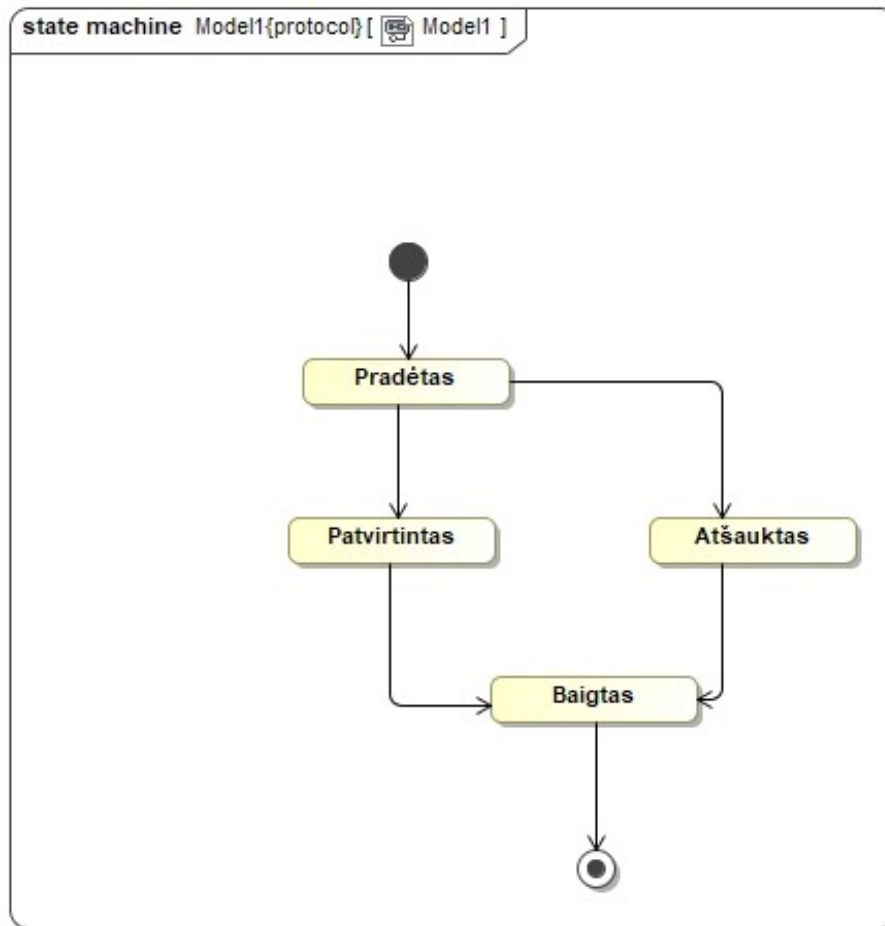 state machine Model1{protocol} [ Model1 ]
Pradėtas
Patvirtintas
Atšauktas
Baigtas